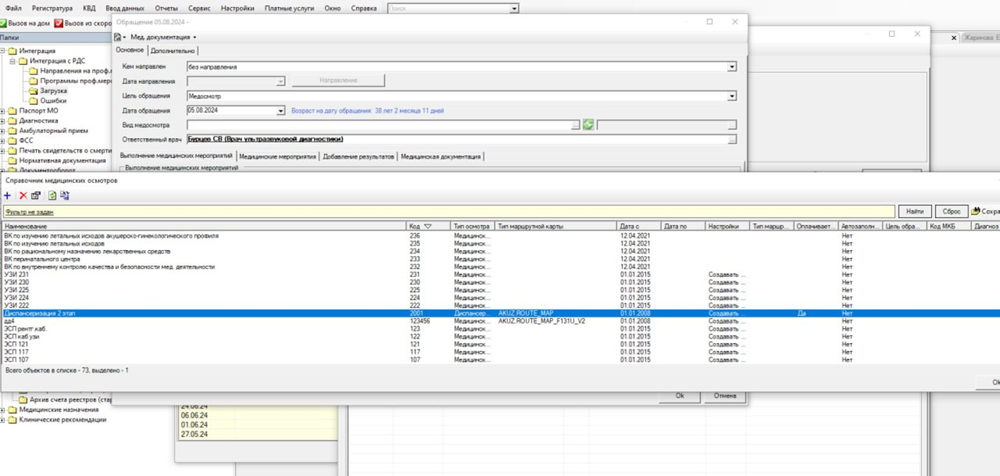 Файл Регистратура КВД Ввод данных Отчеты Сервис Настройки Платные услуги Окно Справка Поиск
Вызов на дом Вызов из скоро
Обращение 05.08.2024 -
Папки
Мед. документация
Жаринова Е
Основное Дополнительно
Интеграция
Интеграция с РДС
Направления на проф.м
Программы проф.мер
Загрузка
Ошибки
Паспорт МО
Диагностика
Амбулаторный прием
ФСС
Печать свидетельств о смерти
Нормативная документация
Документооборот
Кем направлен без направления
Дата направления Направление
Цель обращения Медосмотр
Дата обращения 05.08.2024 Возраст на дату обращения: 38 лет 2 месяца 11 дней
Вид медосмотра ... ...
Ответственный врач Бурцев СВ (Врач ультразвуковой диагностики) ...
Выполнение медицинских мероприятий Медицинские мероприятия Добавление результатов Медицинская документация
Выполнение медицинских мероприятий
Справочник медицинских осмотров
Фильтр не задан Найти Сброс Сохра
Наименование Код Тип осмотра Тип маршрутной карты Дата с Дата по Настройки Тип маршр... Оплачивает... Автозаполн... Цель обра... Код МКБ Диагноз
ВК по изучению летальных исходов акушерско-гинекологического профиля 236 Медицинск... 12.04.2021 Нет
ВК по изучению летальных исходов 235 Медицинск... 12.04.2021 Нет
ВК по рациональному назначению лекарственных средств 234 Медицинск... 12.04.2021 Нет
ВК перинатального центра 233 Медицинск... 12.04.2021 Нет
ВК по внутреннему контролю качества и безопасности мед. деятельности 232 Медицинск... 12.04.2021 Нет
УЗИ 231 231 Медицинск... 01.01.2015 Создавать ... Нет
УЗИ 230 230 Медицинск... 01.01.2015 Создавать ... Нет
УЗИ 225 225 Медицинск... 01.01.2015 Создавать ... Нет
УЗИ 224 224 Медицинск... 01.01.2015 Создавать ... Нет
УЗИ 222 222 Медицинск... 01.01.2015 Создавать ... Нет
Диспансеризация 2 этап 2001 Диспансер... AKUZ.ROUTE_MAP 01.01.2008 Создавать ... Да Нет
дд4 123456 Медицинск... AKUZ.ROUTE_MAP_F131U_V2 01.01.2008 Создавать ... Нет
ЭСП рентг.каб. 123 Медицинск... 01.01.2015 Создавать ... Нет
ЭСП каб.узи 122 Медицинск... 01.01.2015 Создавать ... Нет
ЭСП 121 121 Медицинск... 01.01.2015 Создавать ... Нет
ЭСП 117 117 Медицинск... 01.01.2015 Создавать ... Нет
ЭСП 107 107 Медицинск... 01.01.2015 Создавать ... Нет
Всего объектов в списке - 73, выделено - 1
Ok
Ok Отмена
Архив счета реестров (стар
Медицинские назначения
Клинические рекомендации
24.06.24
06.06.24
01.06.24
27.05.24